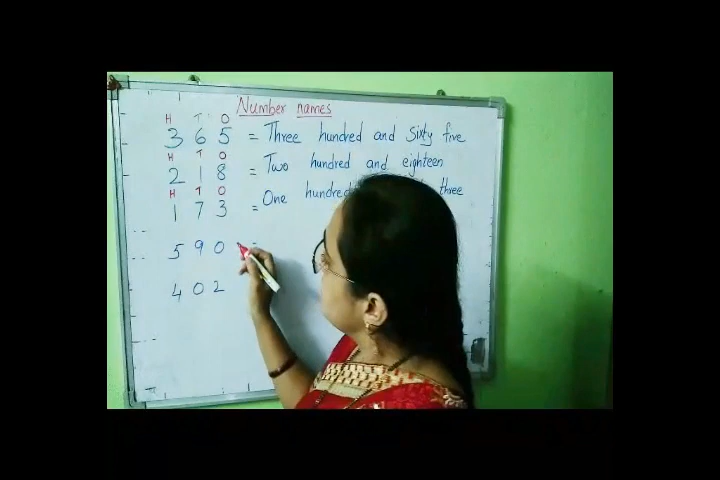 Number names
H T O
3 6 5 = Three hundred and Sixty five
H T O
2 1 8 = Two hundred and eighteen
H T O
1 7 3 = One hundred three
5 9 0
4 0 2